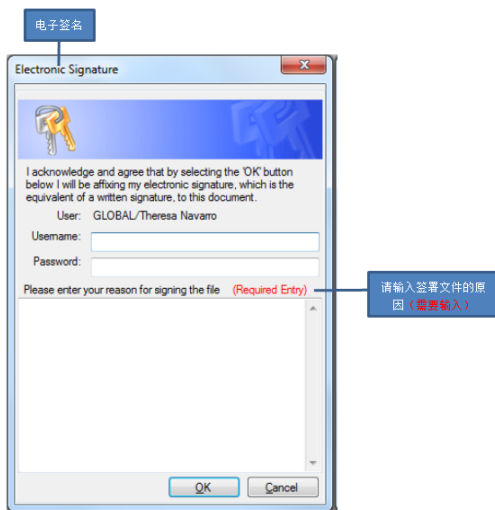 电子签名
Electronic Signature
I acknowledge and agree that by selecting the 'OK' button
below I will be affixing my electronic signature, which is the
equivalent of a written signature, to this document.
User: GLOBAL/Theresa Navarro
Username:
Password:
Please enter your reason for signing the file (Required Entry)
请输入签署文件的原
因（需要输入）
OK
Cancel